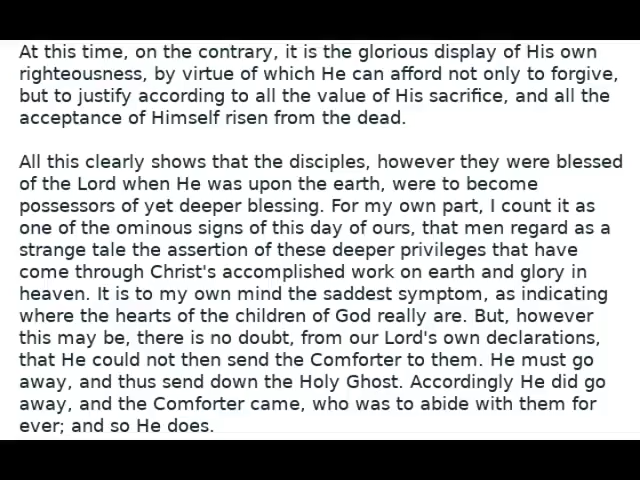 At this time, on the contrary, it is the glorious display of His own
righteousness, by virtue of which He can afford not only to forgive,
but to justify according to all the value of His sacrifice, and all the
acceptance of Himself risen from the dead.
All this clearly shows that the disciples, however they were blessed
of the Lord when He was upon the earth, were to become
possessors of yet deeper blessing. For my own part, I count it as
one of the ominous signs of this day of ours, that men regard as a
strange tale the assertion of these deeper privileges that have
come through Christ's accomplished work on earth and glory in
heaven. It is to my own mind the saddest symptom, as indicating
where the hearts of the children of God really are. But, however
this may be, there is no doubt, from our Lord's own declarations,
that He could not then send the Comforter to them. He must go
away, and thus send down the Holy Ghost. Accordingly He did go
away, and the Comforter came, who was to abide with them for
ever; and so He does.